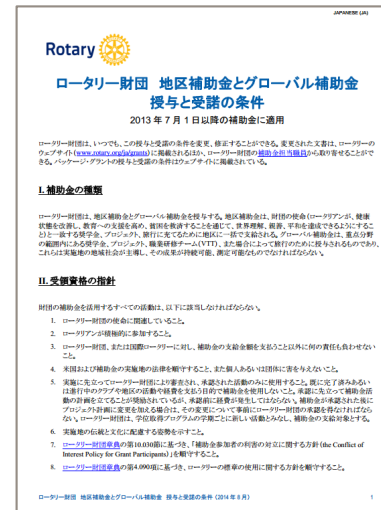 JAPANESE (JA)
Rotary
ロータリー財団 地区補助金とグローバル補助金
授与と受諾の条件
2013 年 7 月 1 日以降の補助金に適用
ロータリー財団は、いつでも、この授与と受諾の条件を変更、修正することができる。変更された文書は、ロータリーの
ウェブサイト(www.rotary.org/ja/grants)に掲載されるほか、ロータリー財団の補助金担当職員から取り寄せることがで
きる。パッケージ・グラントの授与と受諾の条件はウェブサイトに掲載されている。
I. 補助金の種類
ロータリー財団は、地区補助金とグローバル補助金を授与する。地区補助金は、財団の使命(ロータリアンが、健康
状態を改善し、教育への支援を高め、貧困を救済することを通じて、世界理解、親善、平和を達成できるようにするこ
と)と一致する奨学金、プロジェクト、旅行に充てるために地区に一括で支給される。グローバル補助金は、重点分野
の範囲内にある奨学金、プロジェクト、職業研修チーム(VTT)、また場合によって旅行のために授与されるものであり、
これらは実施地の地域社会が主導し、その成果が持続可能、測定可能なものでなければならない。
II. 受領資格の指針
財団の補助金を活用するすべての活動は、以下に該当しなければならない。
1. ロータリー財団の使命に関連していること。
2. ロータリアンが積極的に参加すること。
3. ロータリー財団、または国際ロータリーに対し、補助金の支給金額を支払うこと以外に何の責任も負わせない
こと。
4. 米国および補助金の実施地の法律を順守すること、また個人あるいは団体に害を与えないこと。
5. 実施に先立ってロータリー財団により審査され、承認された活動のみに使用すること。既に完了済みあるい
は進行中のクラブや地区の活動や経費を支払う目的で補助金を使用しないこと。承認に先立って補助金活
動の計画を立てることが奨励されているが、承認前に経費が発生してはならない。補助金が承認された後に
プロジェクト計画に変更を加える場合は、その変更について事前にロータリー財団の承認を得なければなら
ない。ロータリー財団は、学位取得プログラムの学期ごとに新しい活動とみなし、補助金の支給対象とする。
6. 実施地の伝統と文化に配慮する姿勢を示すこと。
7. ロータリー財団章典の第10.030節に基づき、「補助金参加者の利害の対立に関する方針(the Conflict of
Interest Policy for Grant Participants)」を順守すること。
8. ロータリー財団章典の第4.090項に基づき、ロータリーの標章の使用に関する方針を順守すること。
ロータリー財団 地区補助金とグローバル補助金 授与と受諾の条件 (2014 年 8 月) 1